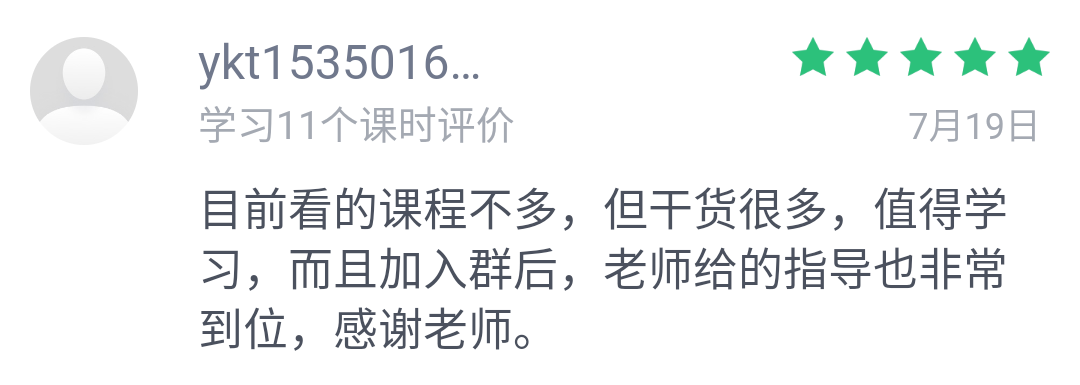 ykt1535016...
学习11个课时评价
7月19日
目前看的课程不多，但干货很多，值得学
习，而且加入群后，老师给的指导也非常
到位，感谢老师。